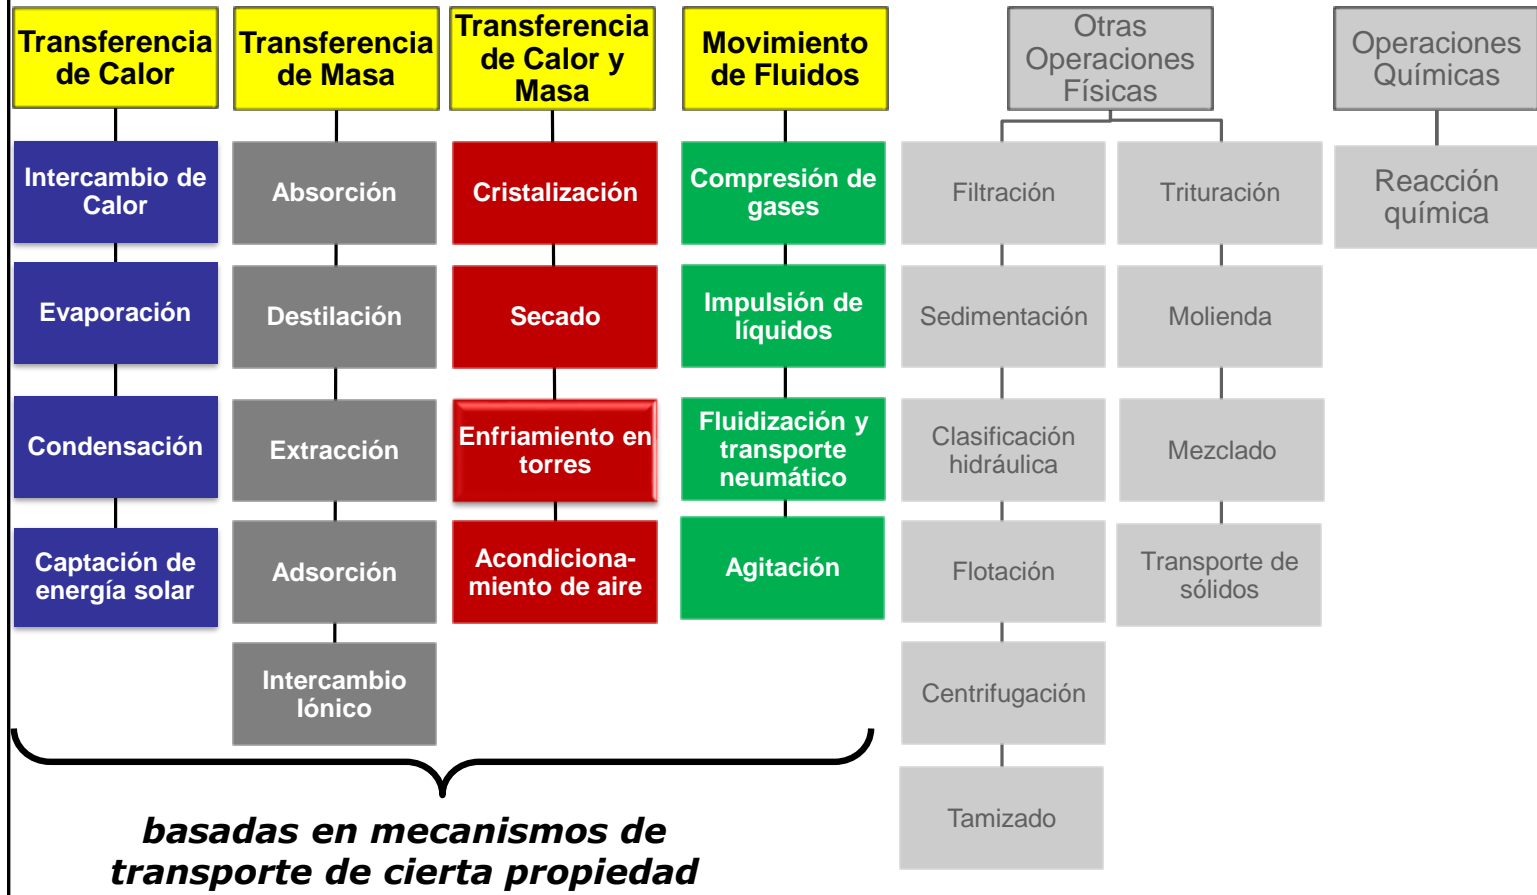 Transferencia
de Calor
Transferencia
de Masa
Transferencia
de Calor y
Masa
Movimiento
de Fluidos
Otras
Operaciones
Físicas
Operaciones
Químicas
Intercambio de
Calor
Evaporación
Condensación
Captación de
energía solar
Absorción
Destilación
Extracción
Adsorción
Intercambio
Iónico
Cristalización
Secado
Enfriamiento en
torres
Acondiciona-
miento de aire
Compresión de
gases
Impulsión de
líquidos
Fluidización y
transporte
neumático
Agitación
Filtración
Sedimentación
Clasificación
hidráulica
Flotación
Centrifugación
Tamizado
Trituración
Molienda
Mezclado
Transporte de
sólidos
Reacción
química
basadas en mecanismos de
transporte de cierta propiedad